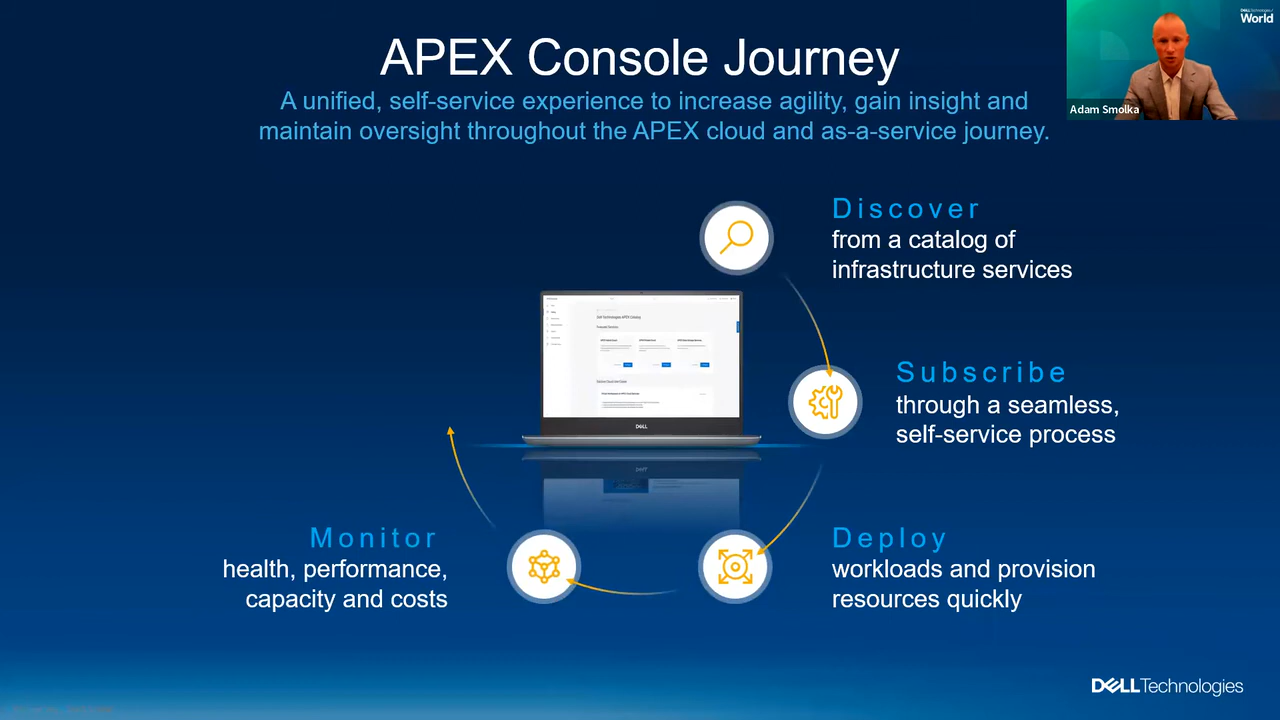 APEX Console Journey
A unified, self-service experience to increase agility, gain insight and
maintain oversight throughout the APEX cloud and as-a-service journey.
DELL Technologies
World
Adam Smolka
Discover
from a catalog of
infrastructure services
Subscribe
through a seamless,
self-service process
Deploy
workloads and provision
resources quickly
Monitor
health, performance,
capacity and costs
DELL
DELL Technologies